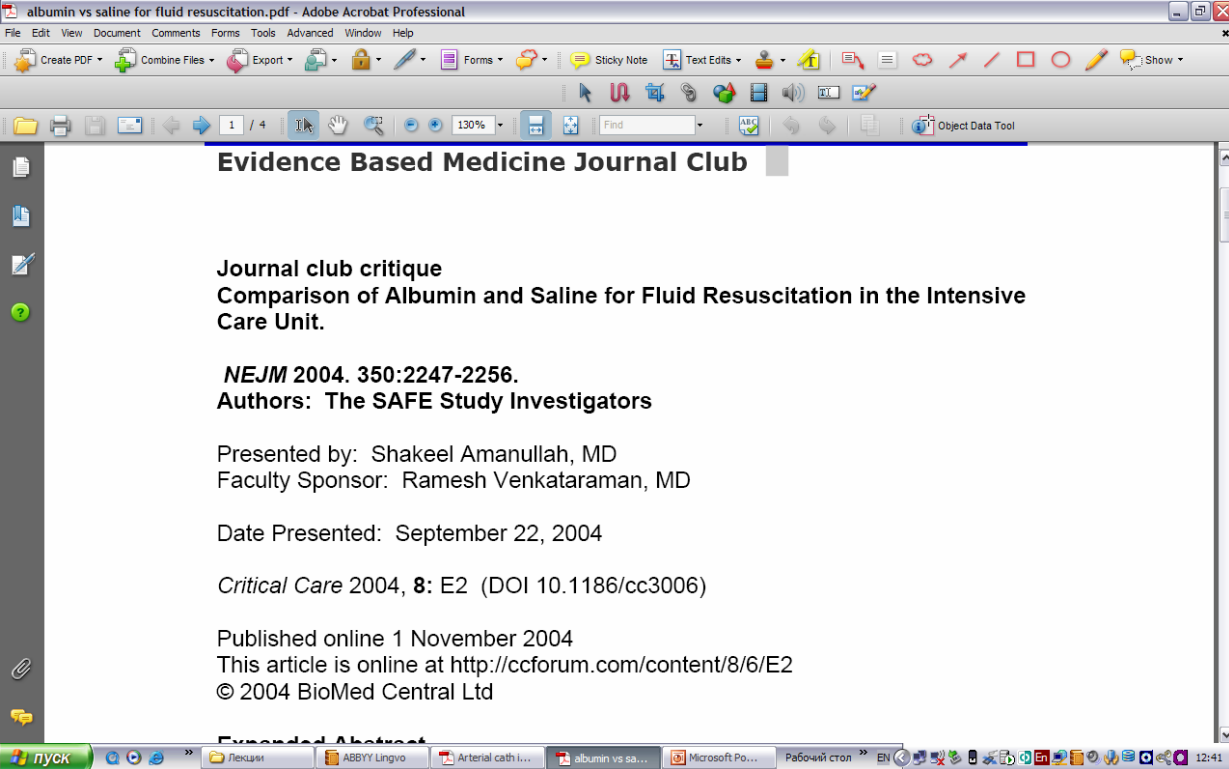 albumin vs saline for fluid resuscitation.pdf - Adobe Acrobat Professional
File Edit View Document Comments Forms Tools Advanced Window Help
Create PDF Combine Files Export Forms Sticky Note Text Edits Show
1 / 4 130% Find ABC Object Data Tool
Evidence Based Medicine Journal Club
Journal club critique
Comparison of Albumin and Saline for Fluid Resuscitation in the Intensive
Care Unit.
NEJM 2004. 350:2247-2256.
Authors: The SAFE Study Investigators
Presented by: Shakeel Amanullah, MD
Faculty Sponsor: Ramesh Venkataraman, MD
Date Presented: September 22, 2004
Critical Care 2004, 8: E2 (DOI 10.1186/cc3006)
Published online 1 November 2004
This article is online at http://ccforum.com/content/8/6/E2
© 2004 BioMed Central Ltd
Expanded Abstract
пуск » Лекции ABBYY Lingvo Arterial cath i... albumin vs sa... Microsoft Po... Рабочий стол » EN 12:41